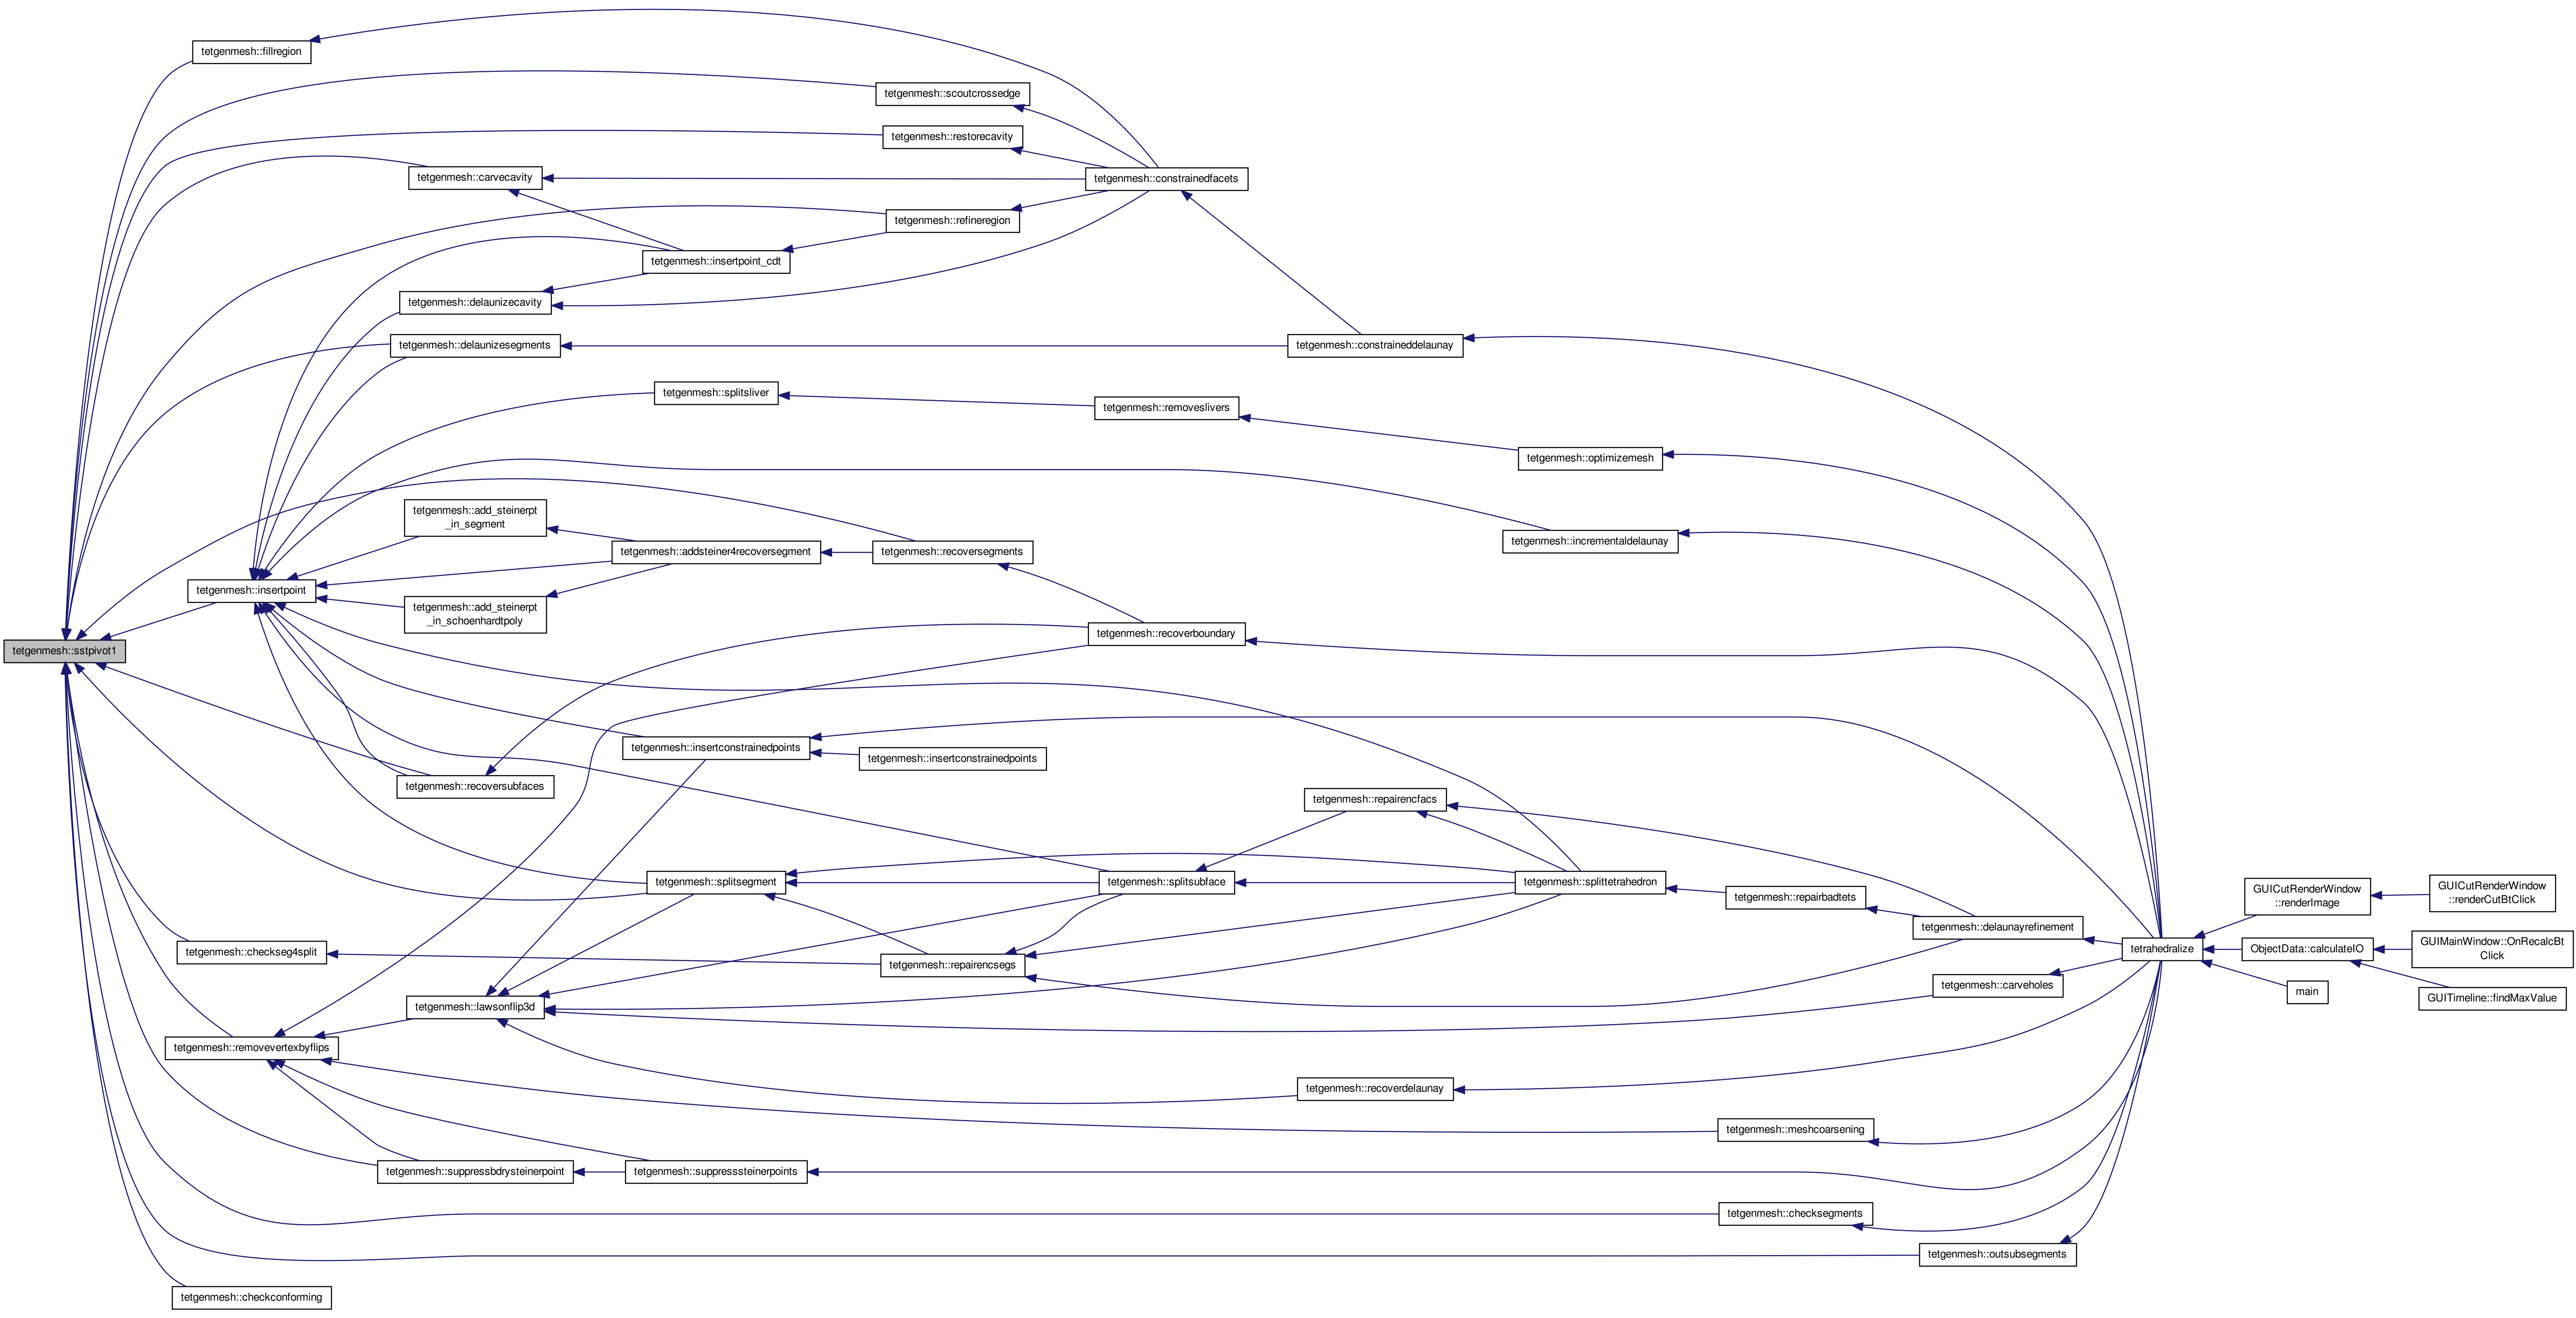 tetgenmesh::fillregion
tetgenmesh::scoutcrossedge
tetgenmesh::restorecavity
tetgenmesh::carvecavity
tetgenmesh::constrainedfacets
tetgenmesh::refineregion
tetgenmesh::insertpoint_cdt
tetgenmesh::delaunizecavity
tetgenmesh::delaunizesegments
tetgenmesh::constraineddelaunay
tetgenmesh::splitsliver
tetgenmesh::removeslivers
tetgenmesh::optimizemesh
tetgenmesh::add_steinerpt
_in_segment
tetgenmesh::incrementaldelaunay
tetgenmesh::addsteiner4recoversegment
tetgenmesh::recoversegments
tetgenmesh::insertpoint
tetgenmesh::add_steinerpt
_in_schoenhardtpoly
tetgenmesh::recoverboundary
tetgenmesh::sstpivot1
tetgenmesh::insertconstrainedpoints
tetgenmesh::insertconstrainedpoints
tetgenmesh::recoversubfaces
tetgenmesh::repairencfacs
tetgenmesh::splitsegment
tetgenmesh::splitsubface
tetgenmesh::splittetrahedron
tetgenmesh::repairbadtets
GUICutRenderWindow
::renderImage
GUICutRenderWindow
::renderCutBtClick
tetgenmesh::delaunayrefinement
tetgenmesh::checkseg4split
tetrahedralize
ObjectData::calculateIO
GUIMainWindow::OnRecalcBt
Click
tetgenmesh::repairencsegs
tetgenmesh::carveholes
main
GUITimeline::findMaxValue
tetgenmesh::lawsonflip3d
tetgenmesh::removevertexbyflips
tetgenmesh::recoverdelaunay
tetgenmesh::meshcoarsening
tetgenmesh::suppressbdrysteinerpoint
tetgenmesh::suppresssteinerpoints
tetgenmesh::checksegments
tetgenmesh::outsubsegments
tetgenmesh::checkconforming